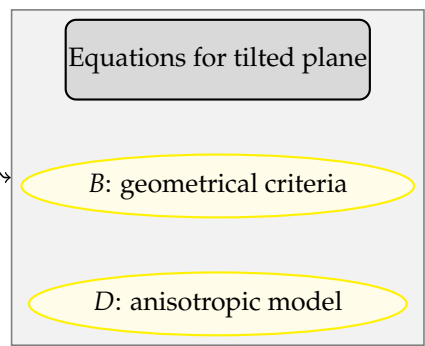 Equations for tilted plane
B: geometrical criteria
D: anisotropic model